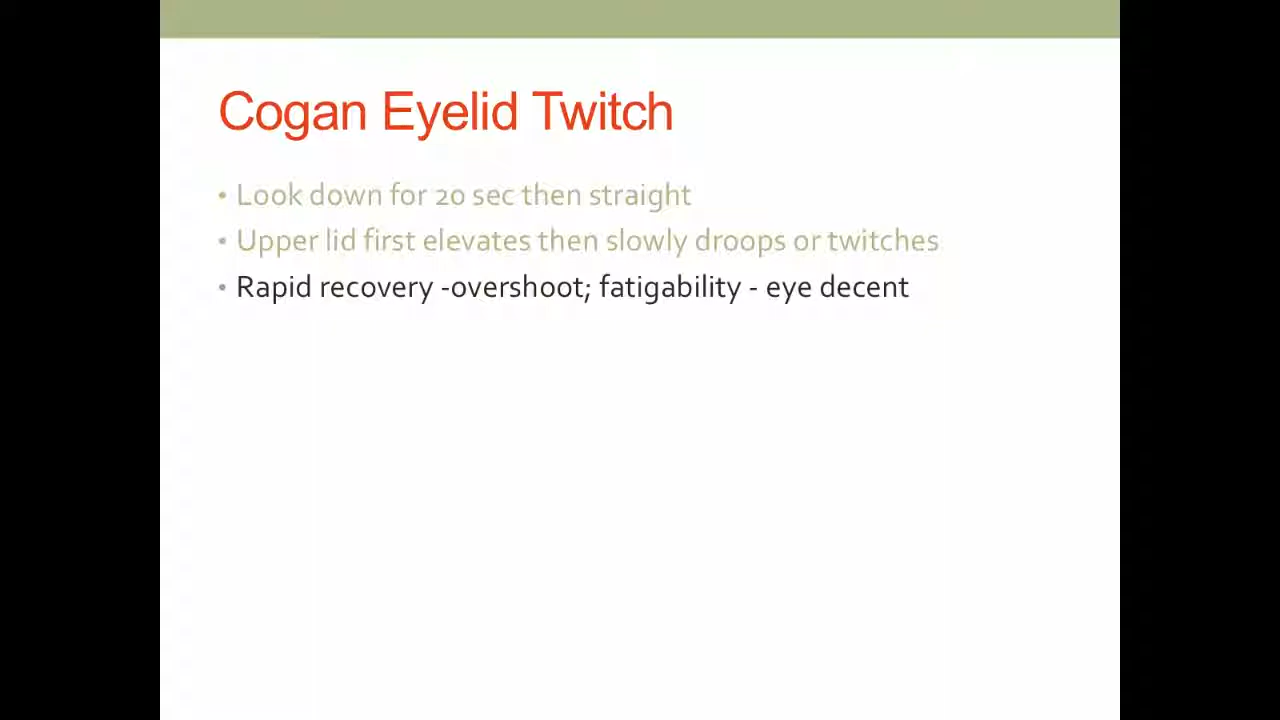 Cogan Eyelid Twitch
• Look down for 20 sec then straight
• Upper lid first elevates then slowly droops or twitches
• Rapid recovery -overshoot; fatigability - eye decent